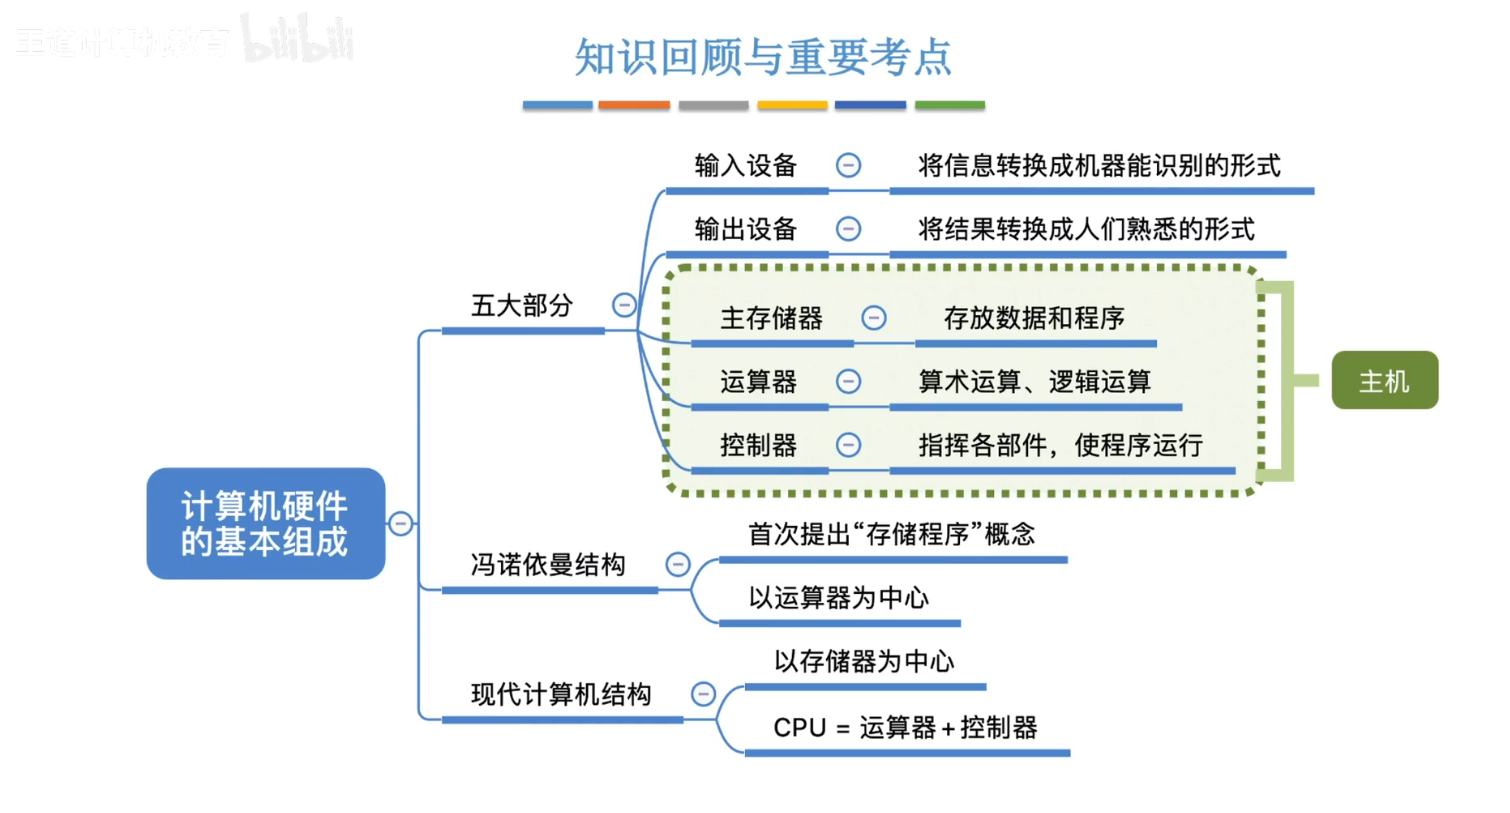 王道计算机教育 bilibili
知识回顾与重要考点
输入设备
将信息转换成机器能识别的形式
输出设备
将结果转换成人们熟悉的形式
五大部分
主存储器
存放数据和程序
运算器
算术运算、逻辑运算
主机
控制器
指挥各部件，使程序运行
计算机硬件
的基本组成
冯诺依曼结构
首次提出“存储程序”概念
以运算器为中心
现代计算机结构
以存储器为中心
CPU = 运算器+控制器